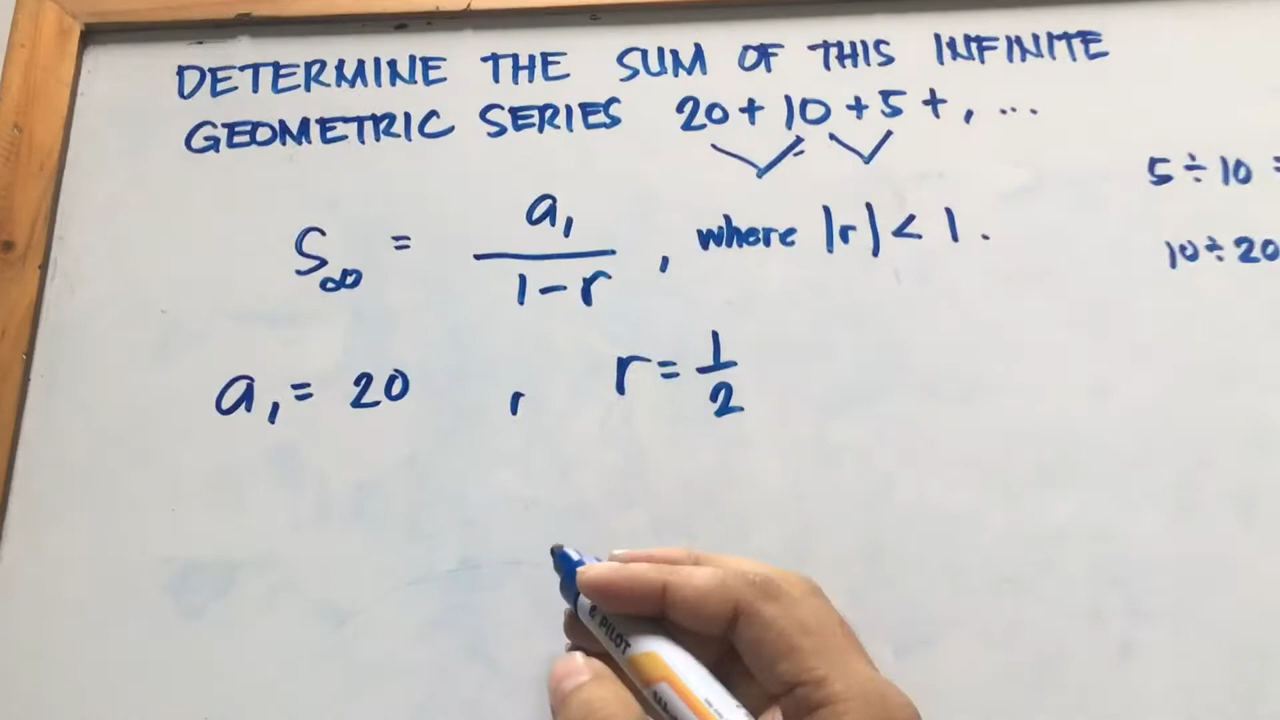 DETERMINE THE SUM OF THIS INFINITE
GEOMETRIC SERIES 20 + 10 + 5 + , ...
5 ÷ 10 =
S∞ = a₁ / (1 - r) , where |r| < 1 .
10 ÷ 20
a₁ = 20 , r = 1/2
PILOT